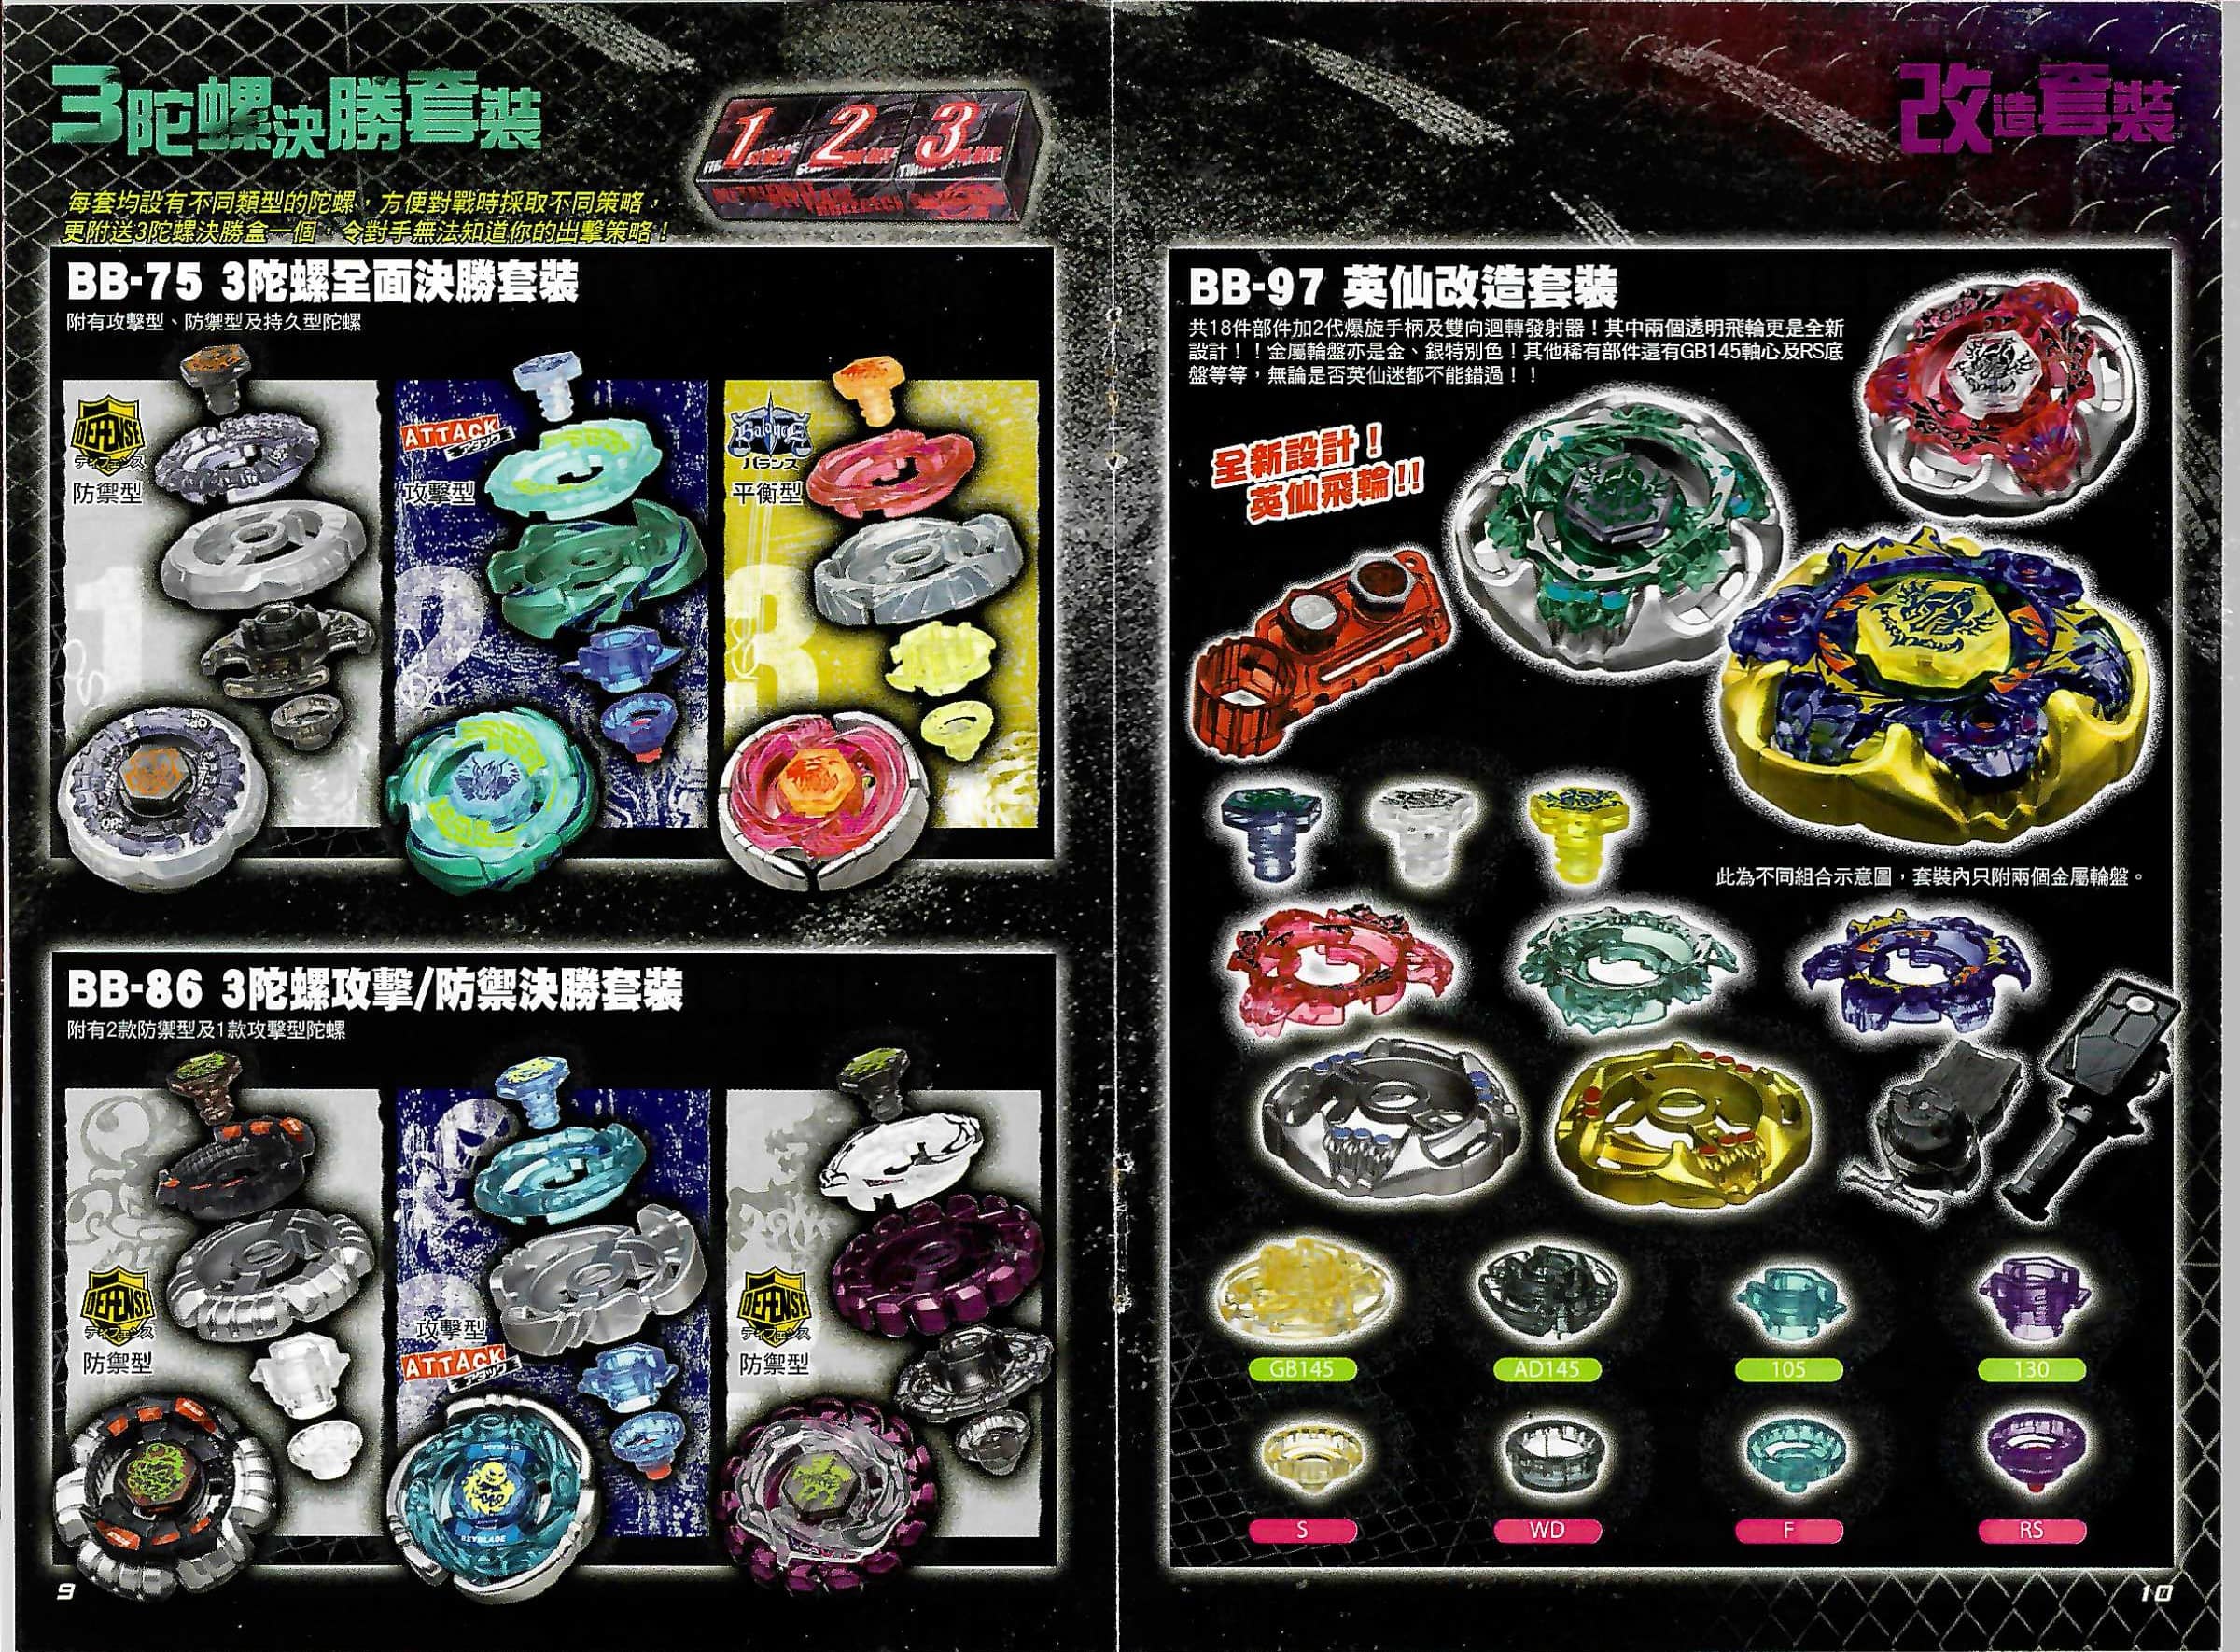 3陀螺決勝套裝
每套均設有不同類型的陀螺，方便對戰時採取不同策略，
更附送3陀螺決勝盒一個，令對手無法知道你的出擊策略！
1 2 3
BB-75 3陀螺全面決勝套裝
附有攻擊型、防禦型及持久型陀螺
DEFENSE
ディフェンス
防禦型
1
ATTACK
アタック
攻擊型
2
Balance
バランス
平衡型
3
BB-86 3陀螺攻擊/防禦決勝套裝
附有2款防禦型及1款攻擊型陀螺
DEFENSE
ディフェンス
防禦型
攻擊型
ATTACK
アタック
BEYBLADE
DEFENSE
ディフェンス
防禦型
9
改造套裝
BB-97 英仙改造套裝
共18件部件加2代爆旋手柄及雙向迴轉發射器！其中兩個透明飛輪更是全新
設計！！金屬輪盤亦是金、銀特別色！其他稀有部件還有GB145軸心及RS底
盤等等，無論是否英仙迷都不能錯過！！
全新設計！
英仙飛輪!!
此為不同組合示意圖，套裝內只附兩個金屬輪盤。
GB145
AD145
105
130
S
WD
F
RS
10